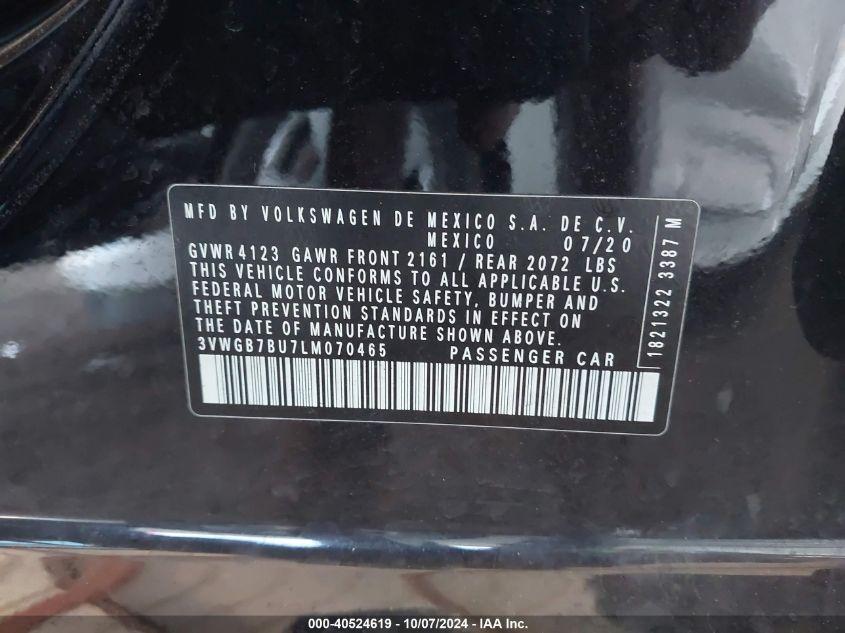 MFD BY VOLKSWAGEN DE MEXICO S.A. DE C.V.
MEXICO 07/20
GVWR 4123 GAWR FRONT 2161 / REAR 2072 LBS
THIS VEHICLE CONFORMS TO ALL APPLICABLE U.S.
FEDERAL MOTOR VEHICLE SAFETY, BUMPER AND
THEFT PREVENTION STANDARDS IN EFFECT ON
THE DATE OF MANUFACTURE SHOWN ABOVE.
3VWGB7BU7LM070465 PASSENGER CAR
1821322 3387 M
000-40524619 - 10/07/2024 - IAA Inc.